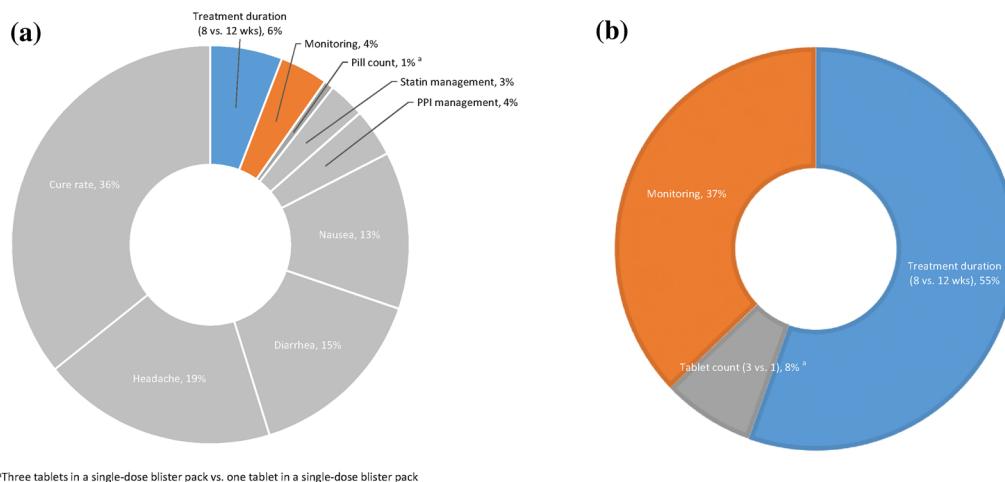 (a)
Treatment duration
(8 vs. 12 wks), 6%
Monitoring, 4%
Pill count, 1% a
Statin management, 3%
PPI management, 4%
Cure rate, 36%
Nausea, 13%
Diarrhea, 15%
Headache, 19%
(b)
Monitoring, 37%
Treatment duration
(8 vs. 12 wks), 55%
Tablet count (3 vs. 1), 8% a
aThree tablets in a single-dose blister pack vs. one tablet in a single-dose blister pack